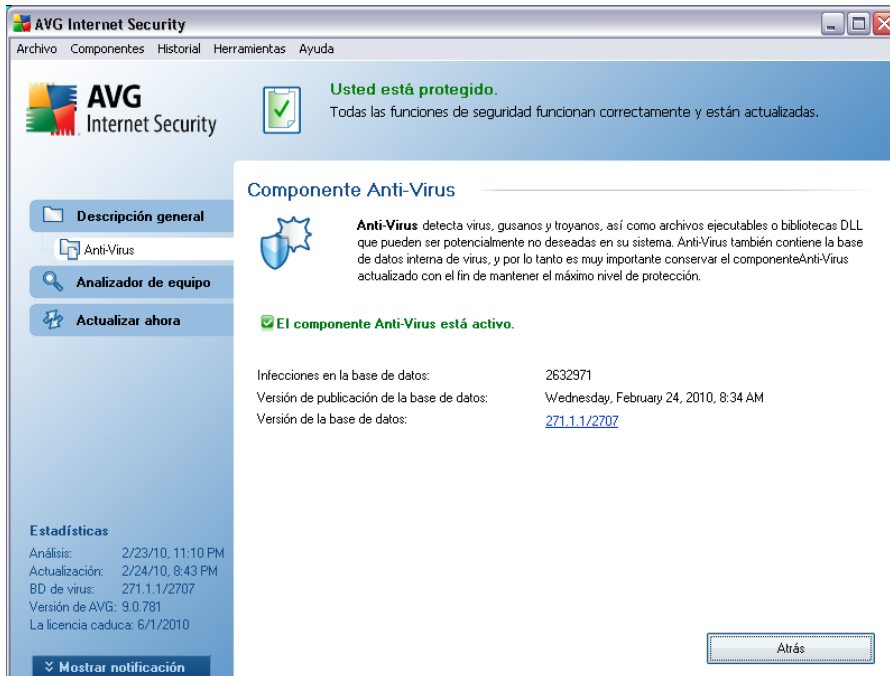 AVG Internet Security
Archivo Componentes Historial Herramientas Ayuda
AVG
Internet Security
Usted está protegido.
Todas las funciones de seguridad funcionan correctamente y están actualizadas.
Descripción general
Anti-Virus
Analizador de equipo
Actualizar ahora
Componente Anti-Virus
Anti-Virus detecta virus, gusanos y troyanos, así como archivos ejecutables o bibliotecas DLL
que pueden ser potencialmente no deseadas en su sistema. Anti-Virus también contiene la base
de datos interna de virus, y por lo tanto es muy importante conservar el componenteAnti-Virus
actualizado con el fin de mantener el máximo nivel de protección.
El componente Anti-Virus está activo.
Infecciones en la base de datos: 2632971
Versión de publicación de la base de datos: Wednesday, February 24, 2010, 8:34 AM
Versión de la base de datos: 271.1.1/2707
Estadísticas
Análisis: 2/23/10, 11:10 PM
Actualización: 2/24/10, 8:43 PM
BD de virus: 271.1.1/2707
Versión de AVG: 9.0.781
La licencia caduca: 6/1/2010
Mostrar notificación
Atrás